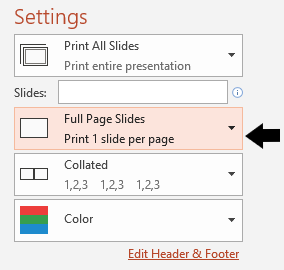 Settings
Print All Slides
Print entire presentation
Slides:
Full Page Slides
Print 1 slide per page
Collated
1,2,3 1,2,3 1,2,3
Color
Edit Header & Footer